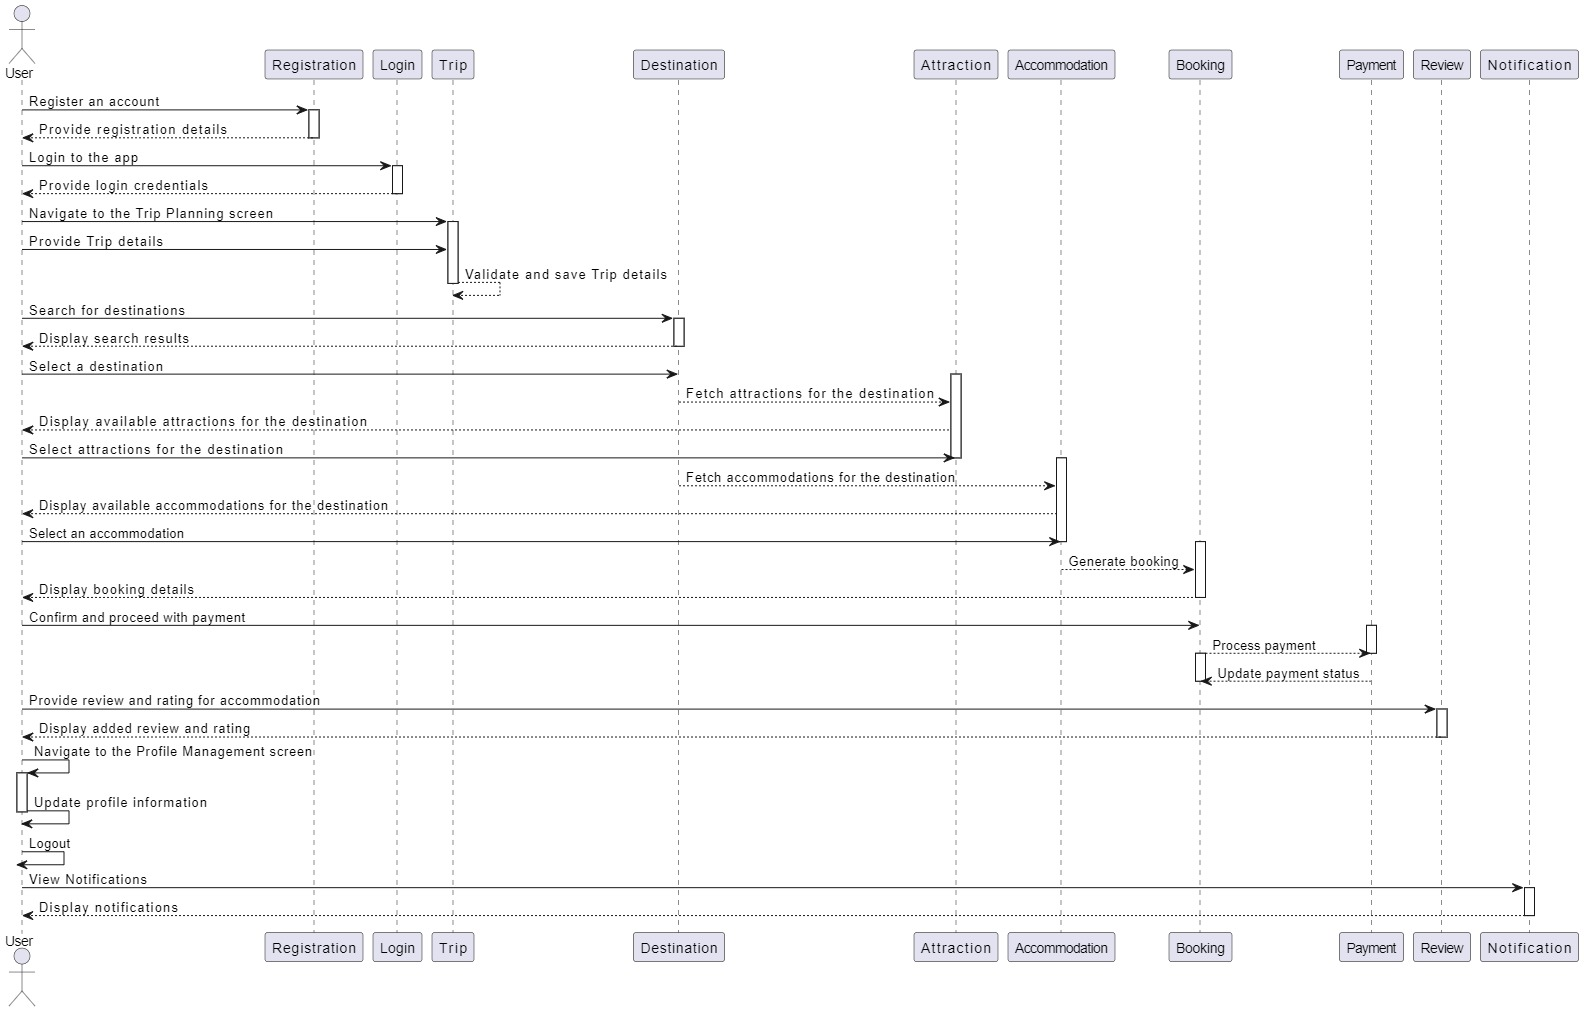 User
Registration
Login
Trip
Destination
Attraction
Accommodation
Booking
Payment
Review
Notification
Register an account
Provide registration details
Login to the app
Provide login credentials
Navigate to the Trip Planning screen
Provide Trip details
Validate and save Trip details
Search for destinations
Display search results
Select a destination
Fetch attractions for the destination
Display available attractions for the destination
Select attractions for the destination
Fetch accommodations for the destination
Display available accommodations for the destination
Select an accommodation
Generate booking
Display booking details
Confirm and proceed with payment
Process payment
Update payment status
Provide review and rating for accommodation
Display added review and rating
Navigate to the Profile Management screen
Update profile information
Logout
View Notifications
Display notifications
User
Registration
Login
Trip
Destination
Attraction
Accommodation
Booking
Payment
Review
Notification